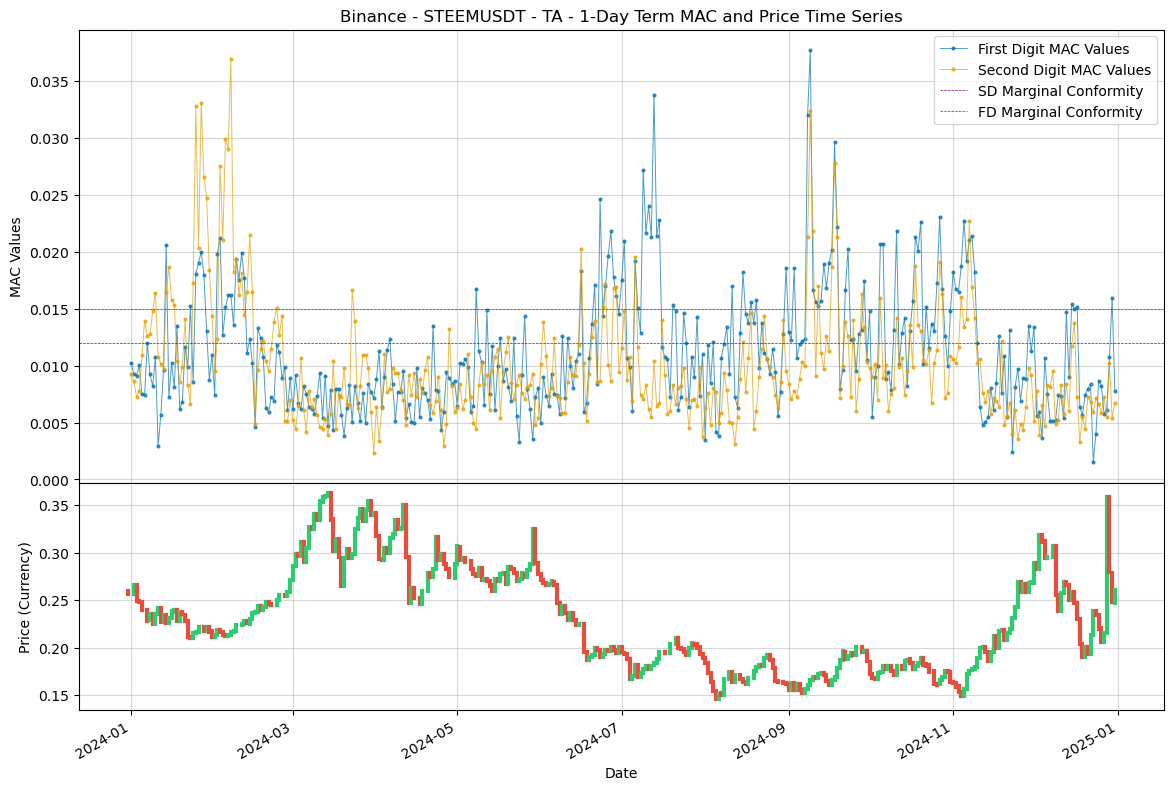 Binance - STEEMUSDT - TA - 1-Day Term MAC and Price Time Series
First Digit MAC Values
Second Digit MAC Values
SD Marginal Conformity
FD Marginal Conformity
MAC Values
0.035
0.030
0.025
0.020
0.015
0.010
0.005
0.000
Price (Currency)
0.35
0.30
0.25
0.20
0.15
2024-01
2024-03
2024-05
2024-07
2024-09
2024-11
2025-01
Date